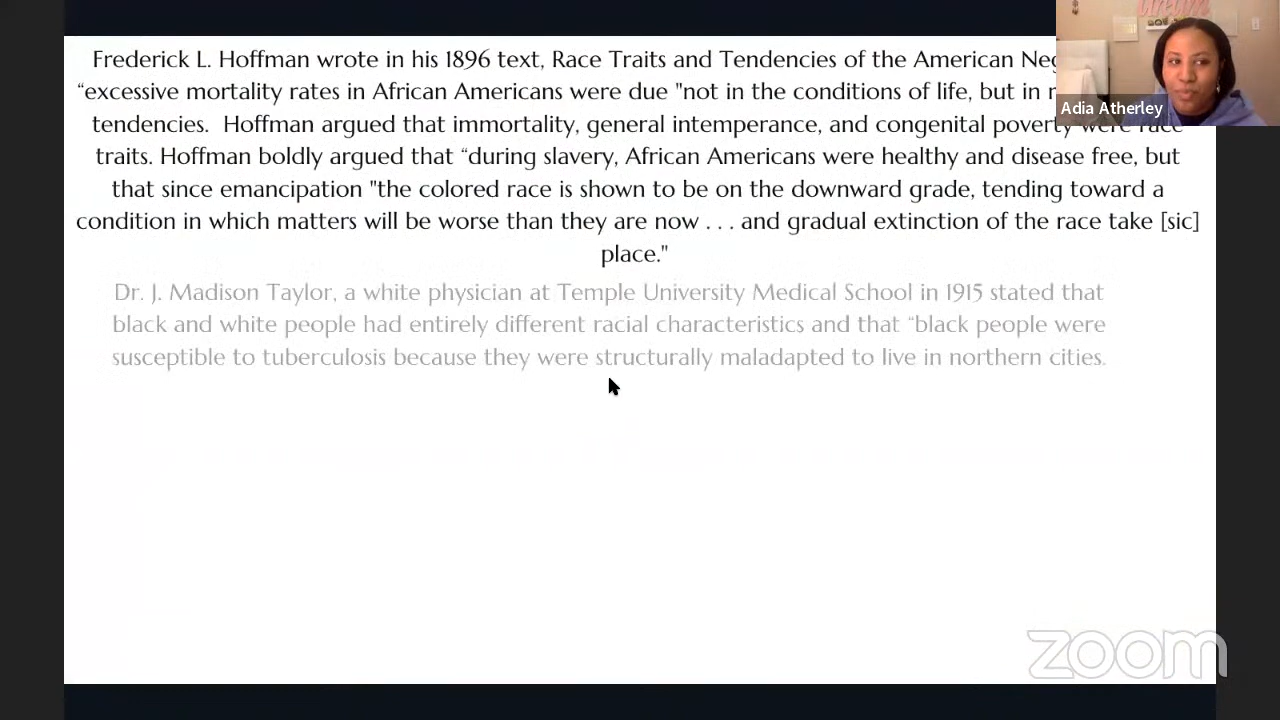 Frederick L. Hoffman wrote in his 1896 text, Race Traits and Tendencies of the American
“excessive mortality rates in African Americans were due "not in the conditions of life, but in
tendencies. Hoffman argued that immortality, general intemperance, and congenital poverty were race
traits. Hoffman boldly argued that “during slavery, African Americans were healthy and disease free, but
that since emancipation "the colored race is shown to be on the downward grade, tending toward a
condition in which matters will be worse than they are now . . . and gradual extinction of the race take [sic]
place."
Dr. J. Madison Taylor, a white physician at Temple University Medical School in 1915 stated that
black and white people had entirely different racial characteristics and that “black people were
susceptible to tuberculosis because they were structurally maladapted to live in northern cities.
Adia Atherley
zoom